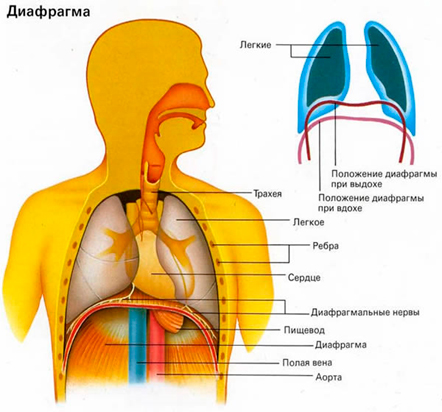 Диафрагма
Легкие
Положение диафрагмы
при выдохе
Положение диафрагмы
при вдохе
Трахея
Легкое
Ребра
Сердце
Диафрагмальные нервы
Пищевод
Диафрагма
Полая вена
Аорта